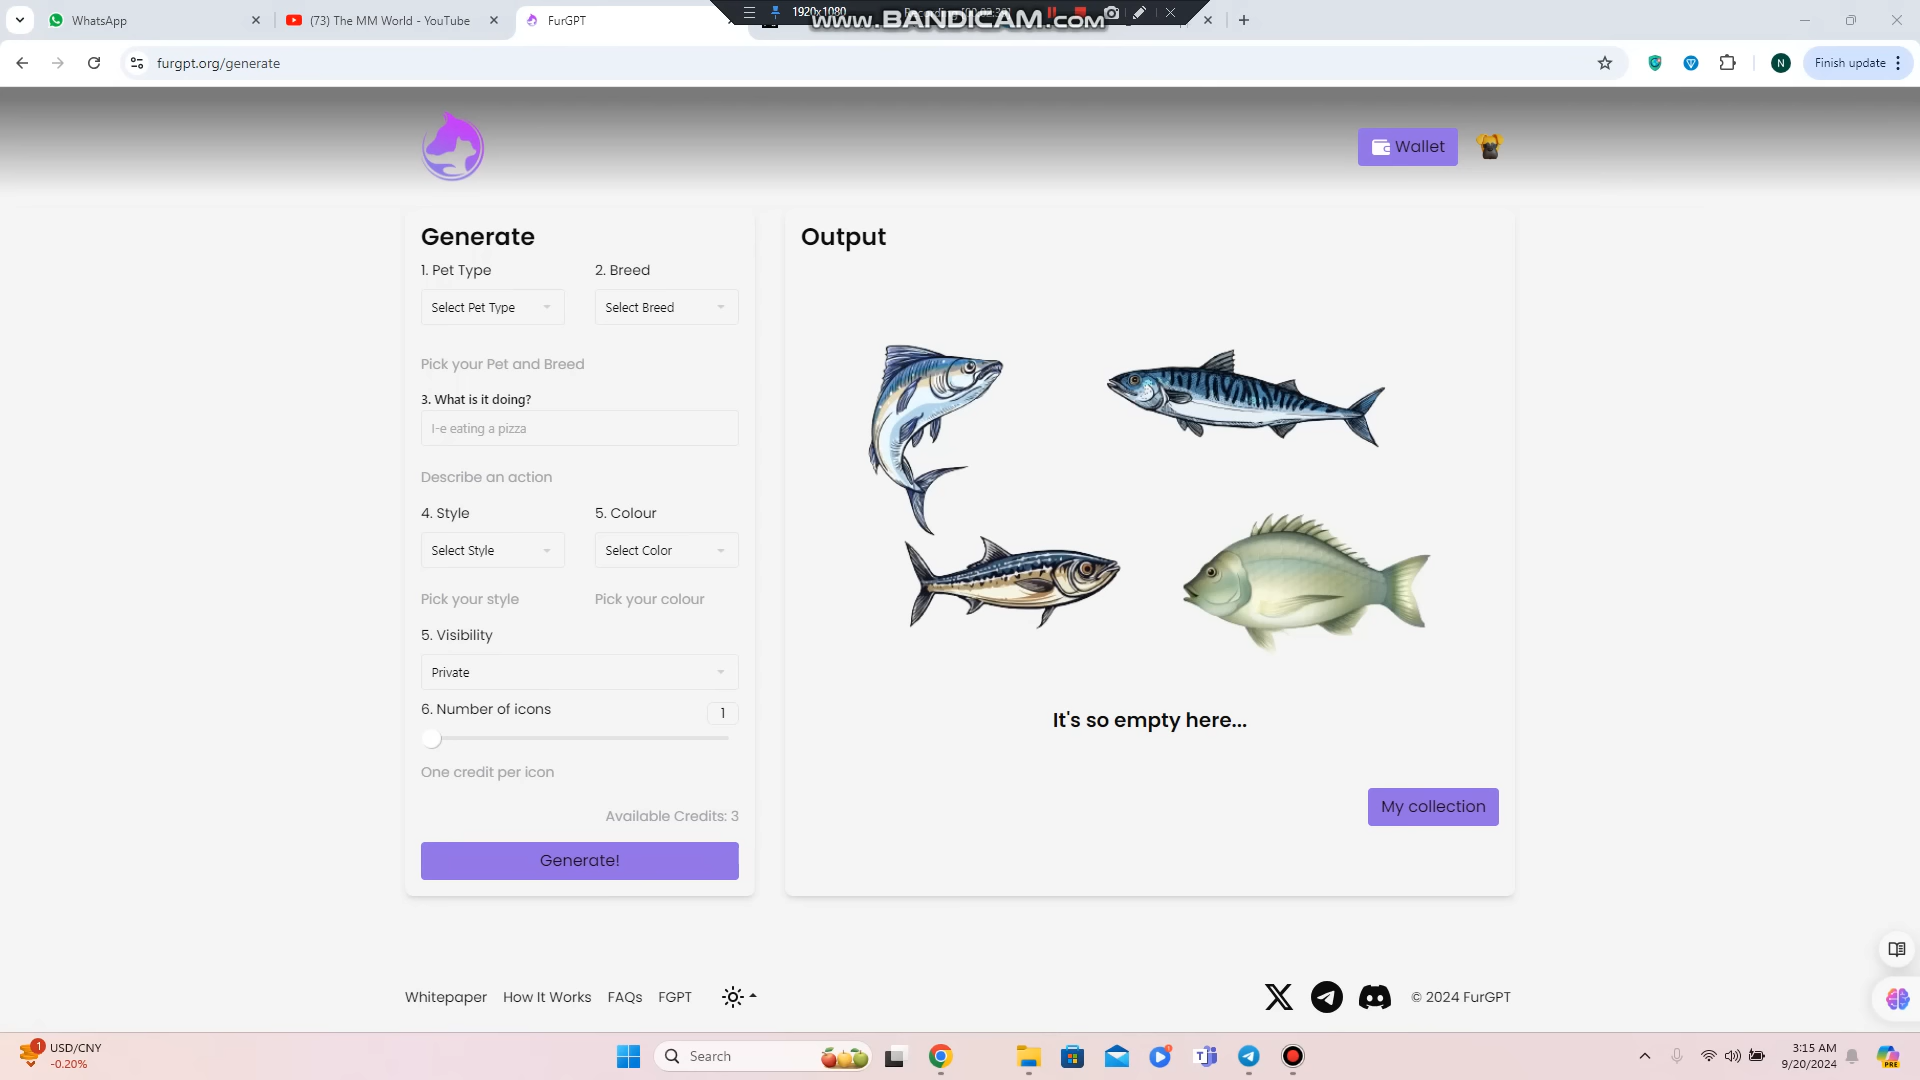 WhatsApp
(73) The MM World - YouTube
FurGPT
1920x1080
www.BANDICAM.com
furgpt.org/generate
N
Finish update
Wallet
Generate
Output
1. Pet Type
2. Breed
Select Pet Type
Select Breed
Pick your Pet and Breed
3. What is it doing?
I-e eating a pizza
Describe an action
4. Style
5. Colour
Select Style
Select Color
Pick your style
Pick your colour
5. Visibility
Private
6. Number of icons
1
It's so empty here...
One credit per icon
My collection
Available Credits: 3
Generate!
Whitepaper
How It Works
FAQs
FGPT
© 2024 FurGPT
1
USD/CNY
-0.20%
Search
3:15 AM
9/20/2024
PRE